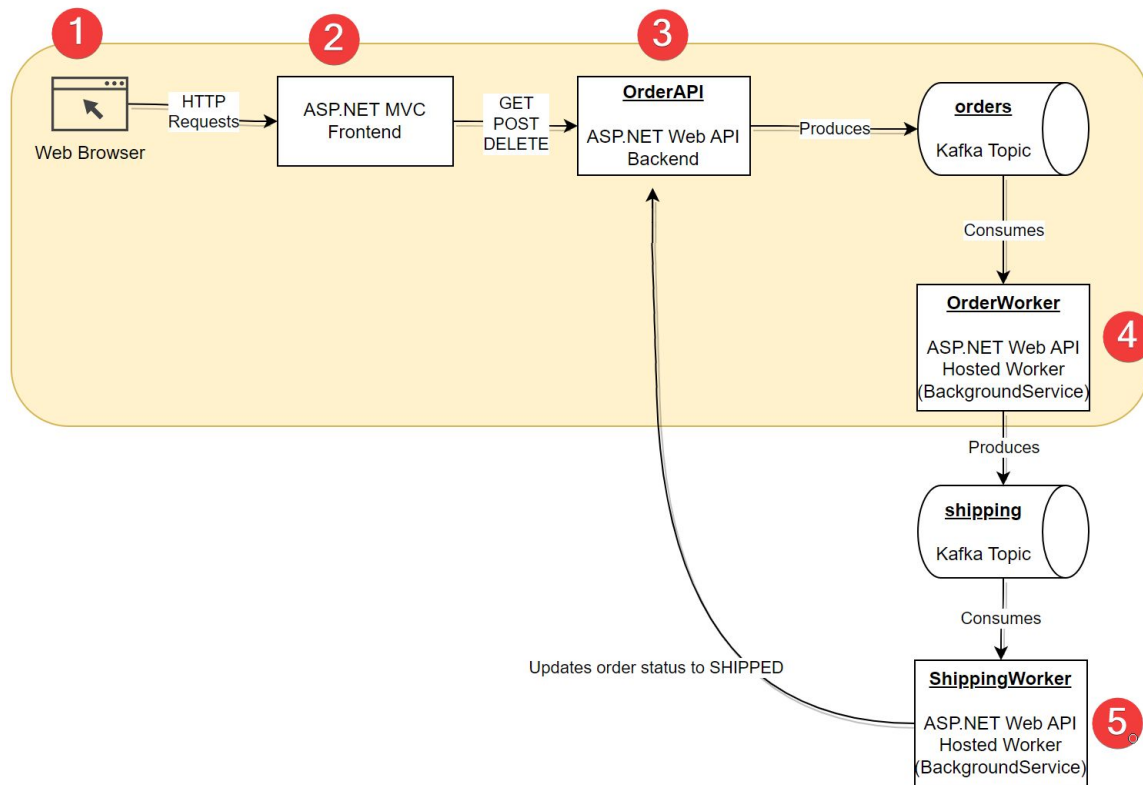 1
2
3
Web Browser
HTTP
Requests
ASP.NET MVC
Frontend
GET
POST
DELETE
OrderAPI
ASP.NET Web API
Backend
Produces
orders
Kafka Topic
Consumes
OrderWorker
ASP.NET Web API
Hosted Worker
(BackgroundService)
4
Produces
shipping
Kafka Topic
Consumes
Updates order status to SHIPPED
ShippingWorker
ASP.NET Web API
Hosted Worker
(BackgroundService)
5